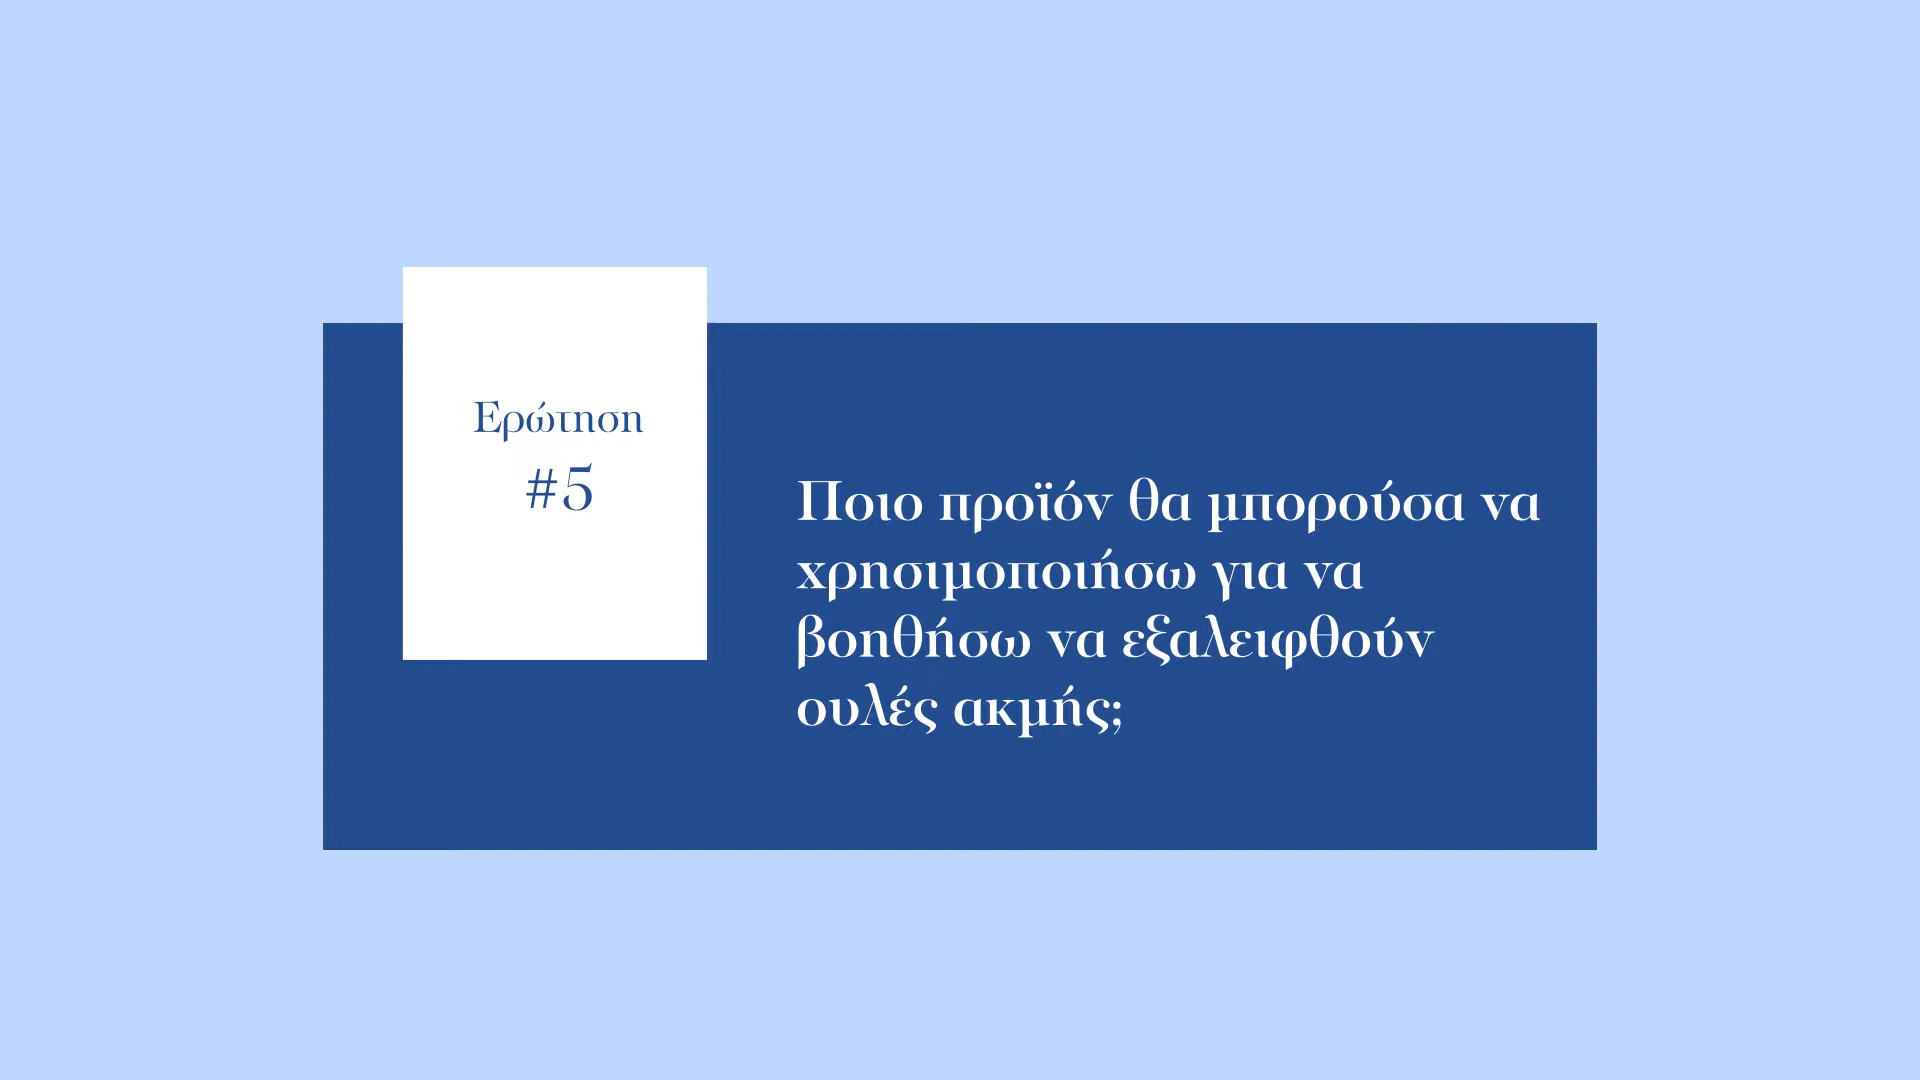 Ερώτηση
#5
Ποιο προϊόν θα μπορούσα να
χρησιμοποιήσω για να
βοηθήσω να εξαλειφθούν
ουλές ακμής;